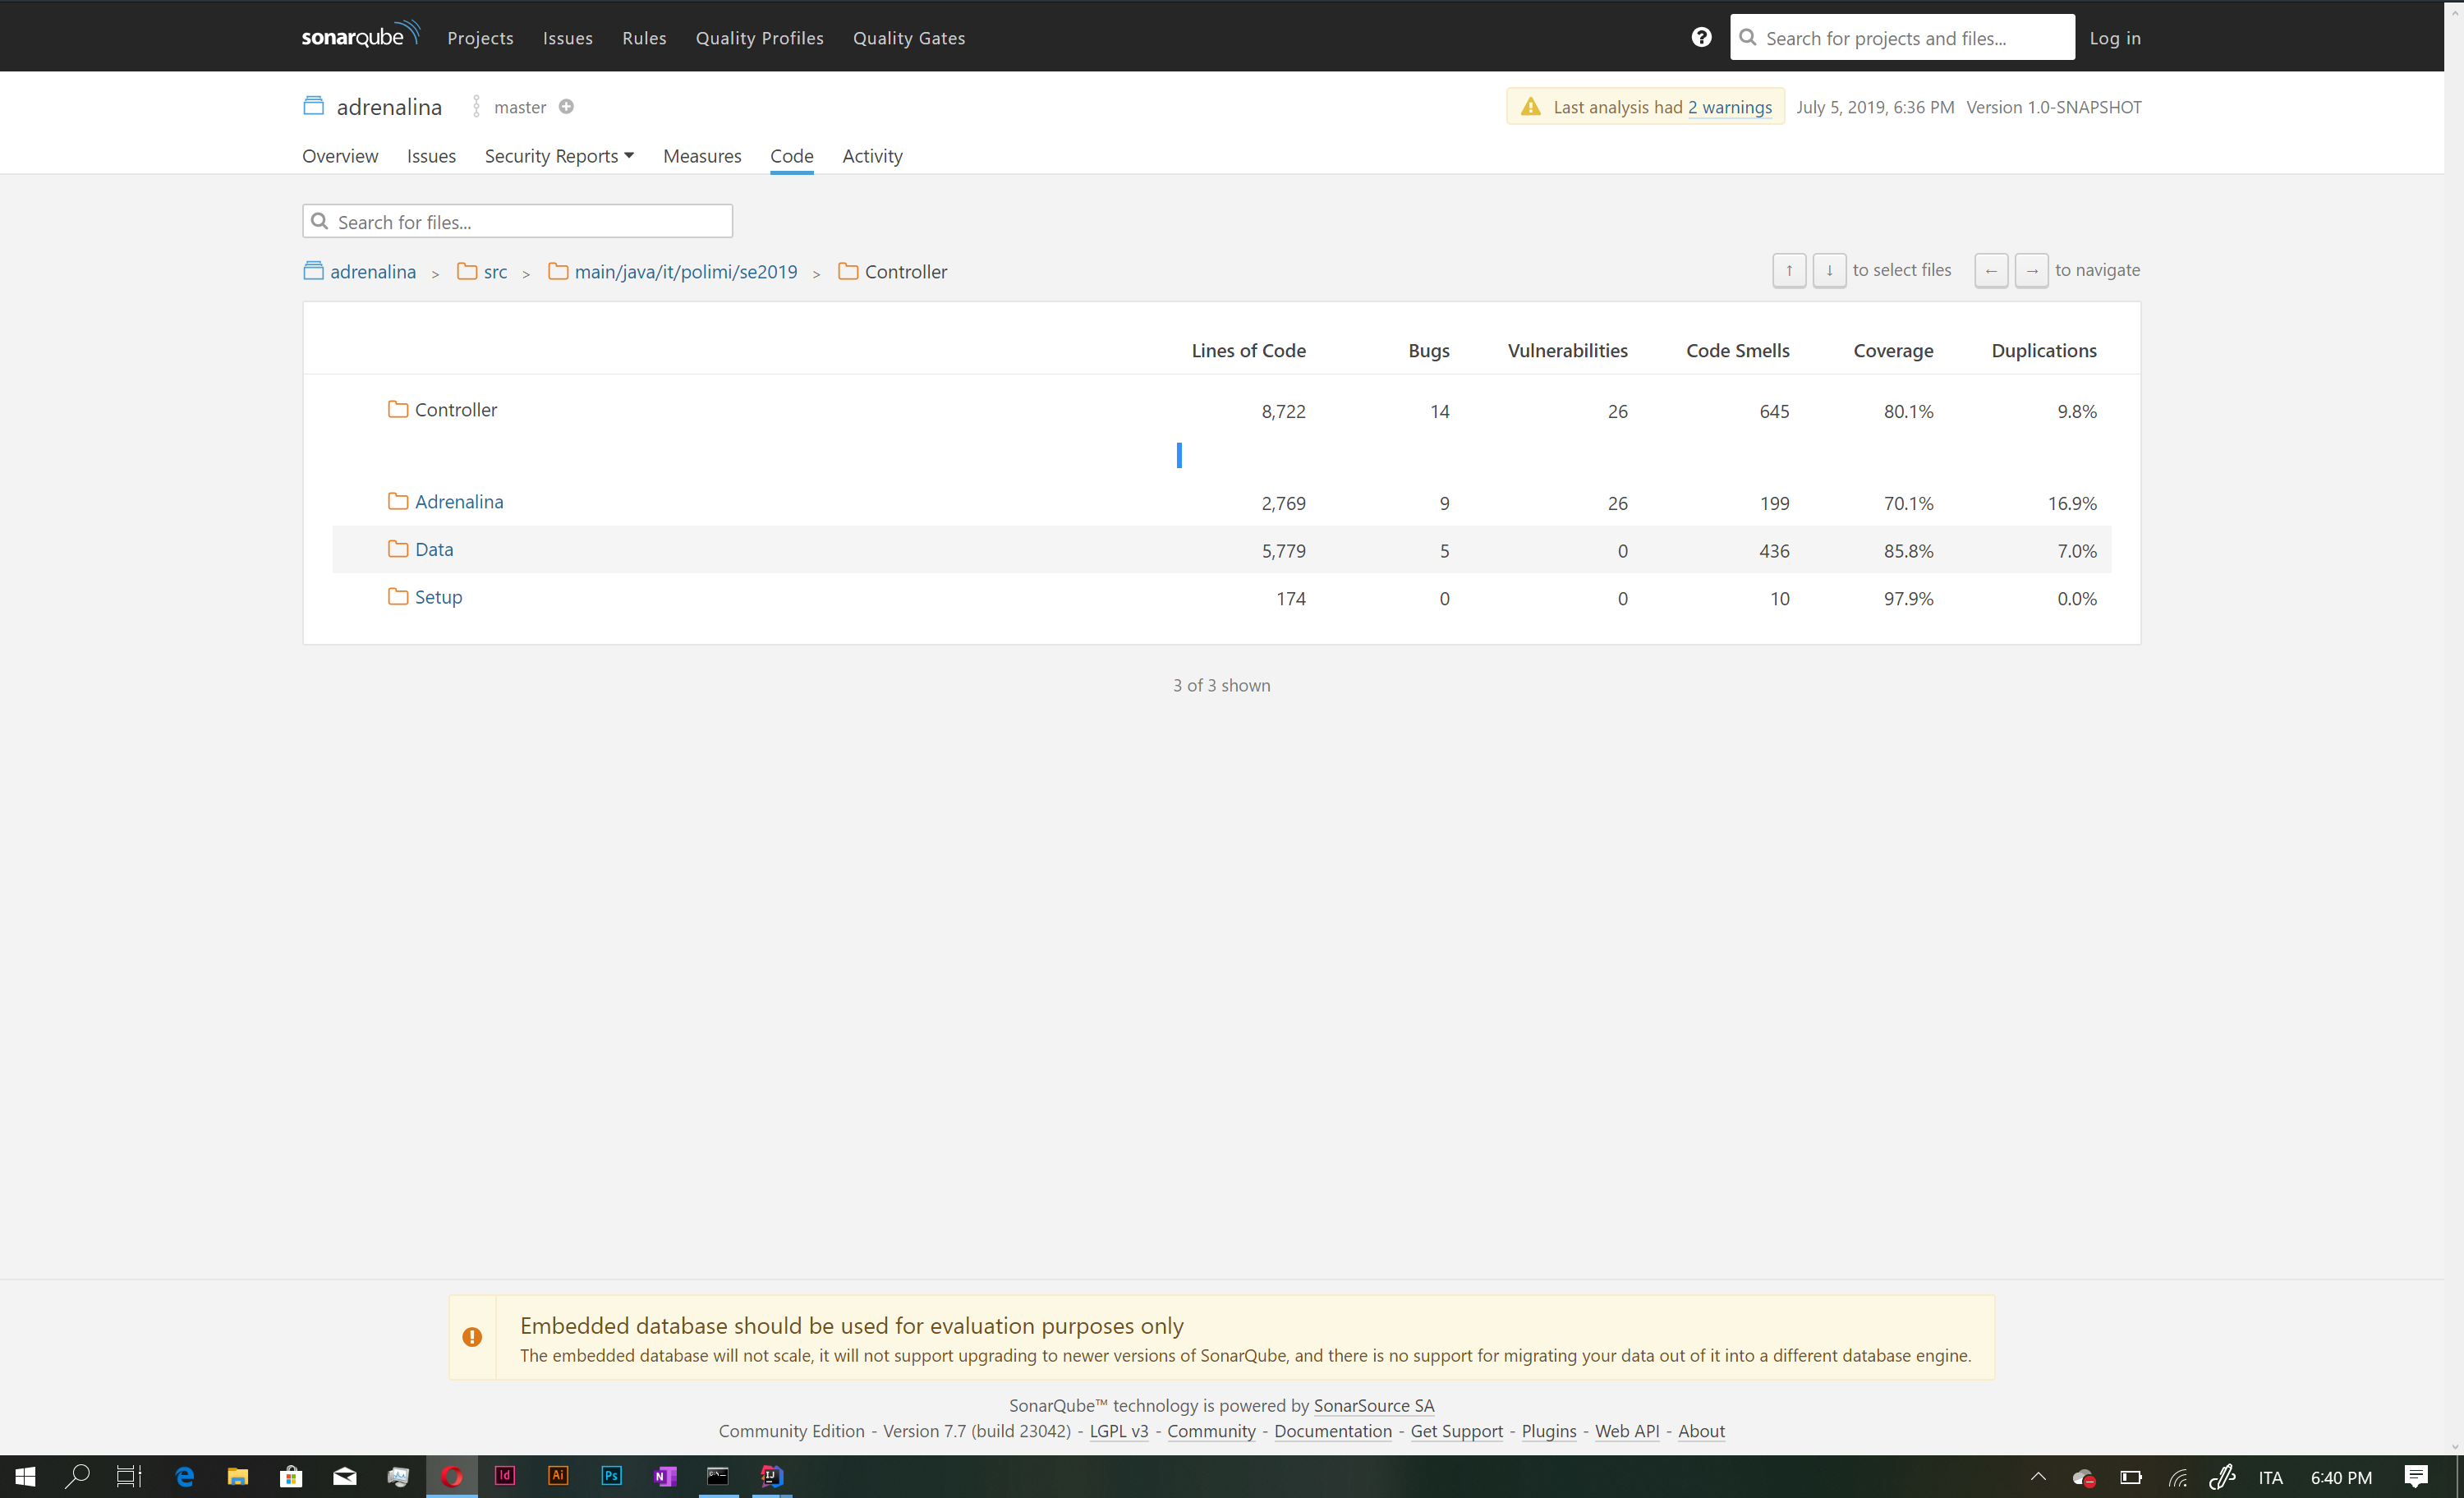 sonarqube Projects Issues Rules Quality Profiles Quality Gates ? Search for projects and files... Log in
adrenalina master Last analysis had 2 warnings July 5, 2019, 6:36 PM Version 1.0-SNAPSHOT
Overview Issues Security Reports Measures Code Activity
Search for files...
adrenalina > src > main/java/it/polimi/se2019 > Controller ↑ ↓ to select files ← → to navigate
Lines of Code Bugs Vulnerabilities Code Smells Coverage Duplications
Controller 8,722 14 26 645 80.1% 9.8%
Adrenalina 2,769 9 26 199 70.1% 16.9%
Data 5,779 5 0 436 85.8% 7.0%
Setup 174 0 0 10 97.9% 0.0%
3 of 3 shown
Embedded database should be used for evaluation purposes only
The embedded database will not scale, it will not support upgrading to newer versions of SonarQube, and there is no support for migrating your data out of it into a different database engine.
SonarQube™ technology is powered by SonarSource SA
Community Edition - Version 7.7 (build 23042) - LGPL v3 - Community - Documentation - Get Support - Plugins - Web API - About
Id Ai Ps N IJ ITA 6:40 PM